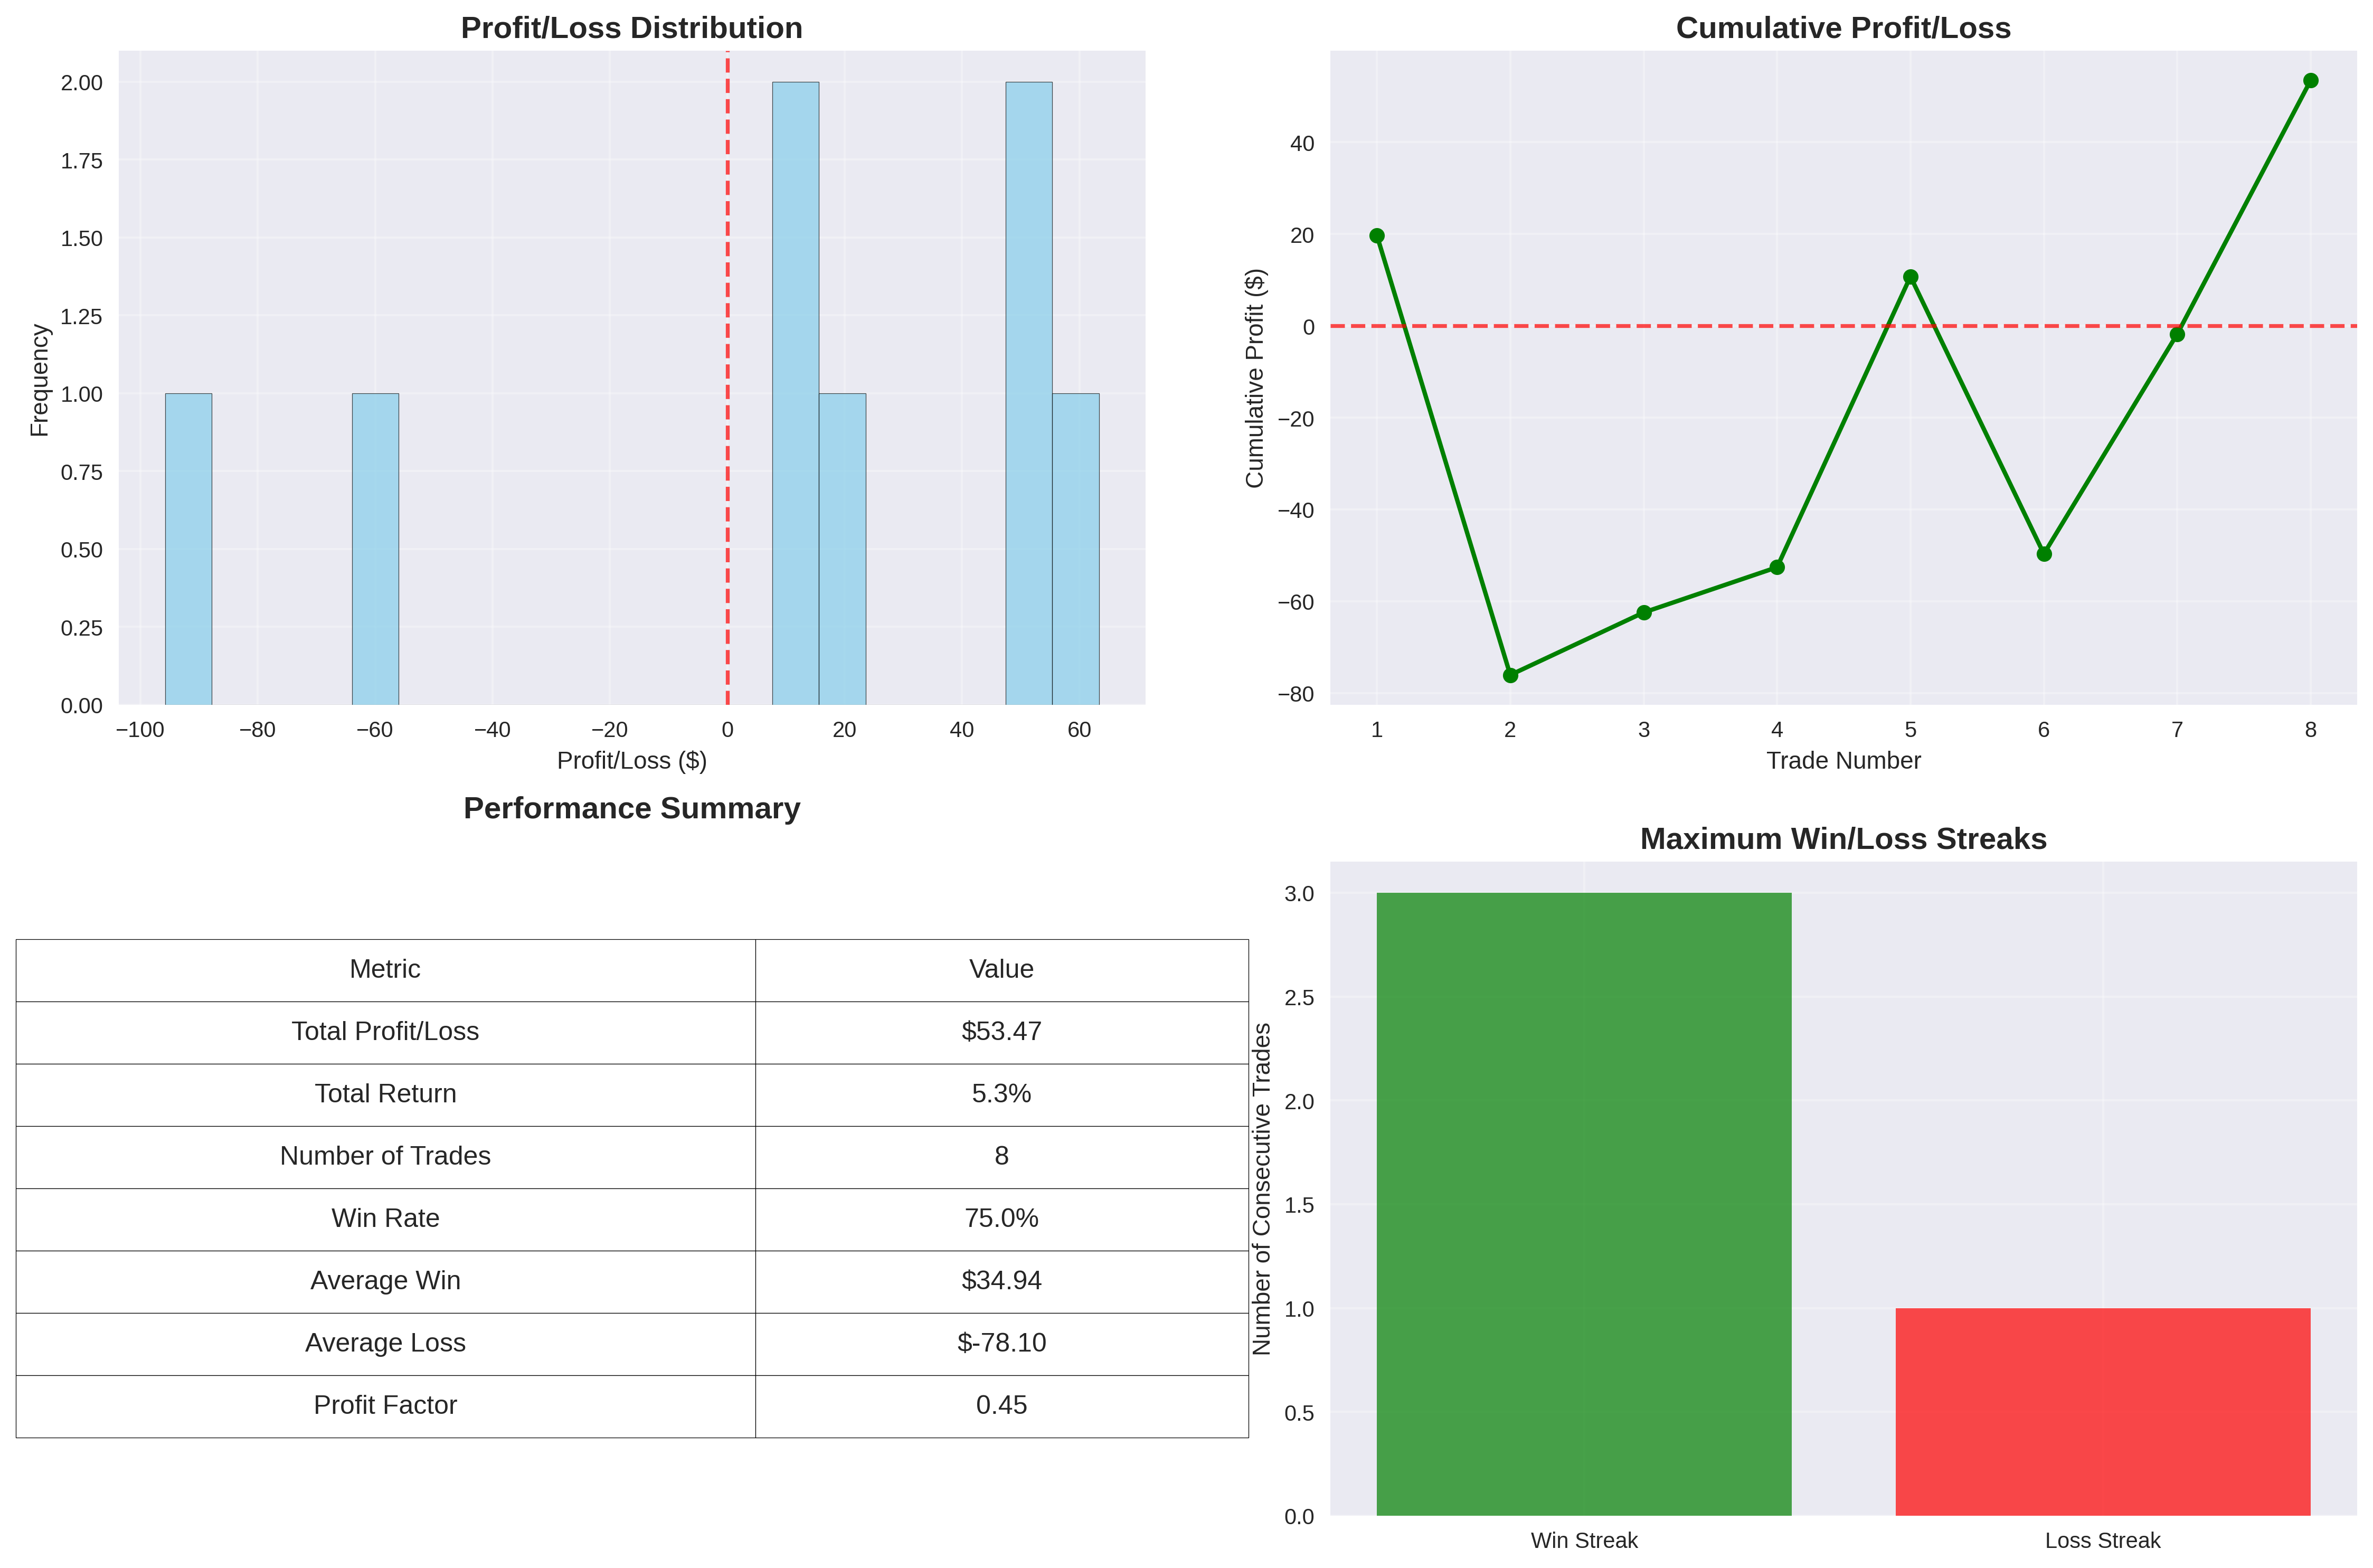 Profit/Loss Distribution
2.00
1.75
1.50
1.25
1.00
0.75
0.50
0.25
0.00
Frequency
−100 −80 −60 −40 −20 0 20 40 60
Profit/Loss ($)
Cumulative Profit/Loss
40
20
0
−20
−40
−60
−80
Cumulative Profit ($)
1 2 3 4 5 6 7 8
Trade Number
Performance Summary
Metric Value
Total Profit/Loss $53.47
Total Return 5.3%
Number of Trades 8
Win Rate 75.0%
Average Win $34.94
Average Loss $-78.10
Profit Factor 0.45
Maximum Win/Loss Streaks
3.0
2.5
2.0
1.5
1.0
0.5
0.0
Number of Consecutive Trades
Win Streak Loss Streak